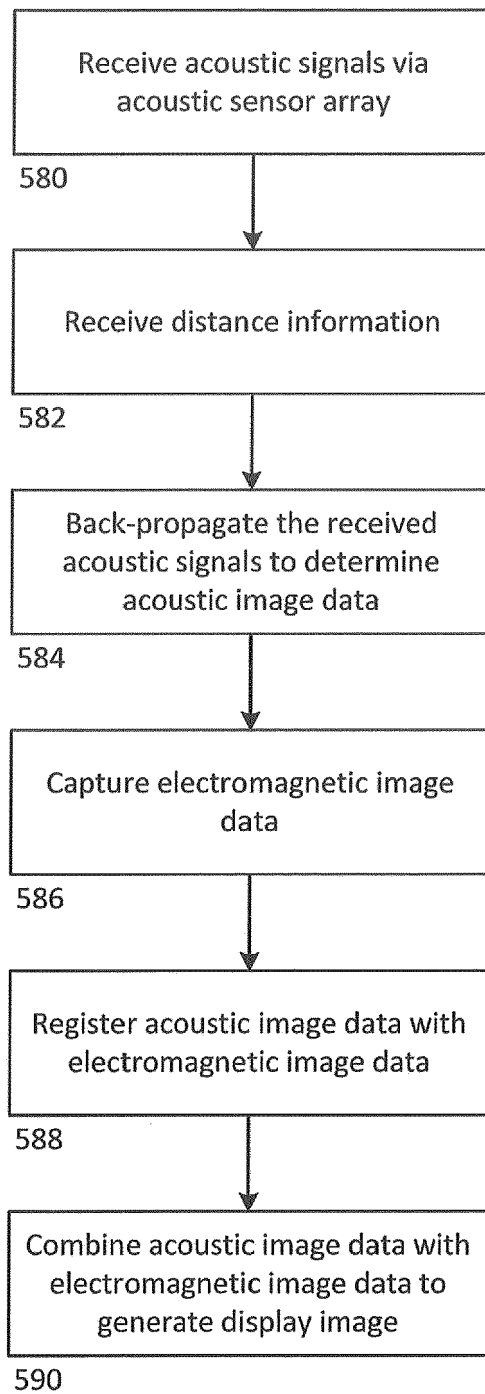 Receive acoustic signals via
acoustic sensor array
580
Receive distance information
582
Back-propagate the received
acoustic signals to determine
acoustic image data
584
Capture electromagnetic image
data
586
Register acoustic image data with
electromagnetic image data
588
Combine acoustic image data with
electromagnetic image data to
generate display image
590